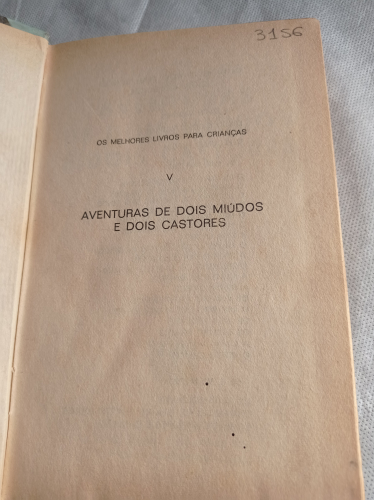 3156
OS MELHORES LIVROS PARA CRIANÇAS
V
AVENTURAS DE DOIS MIÚDOS
E DOIS CASTORES